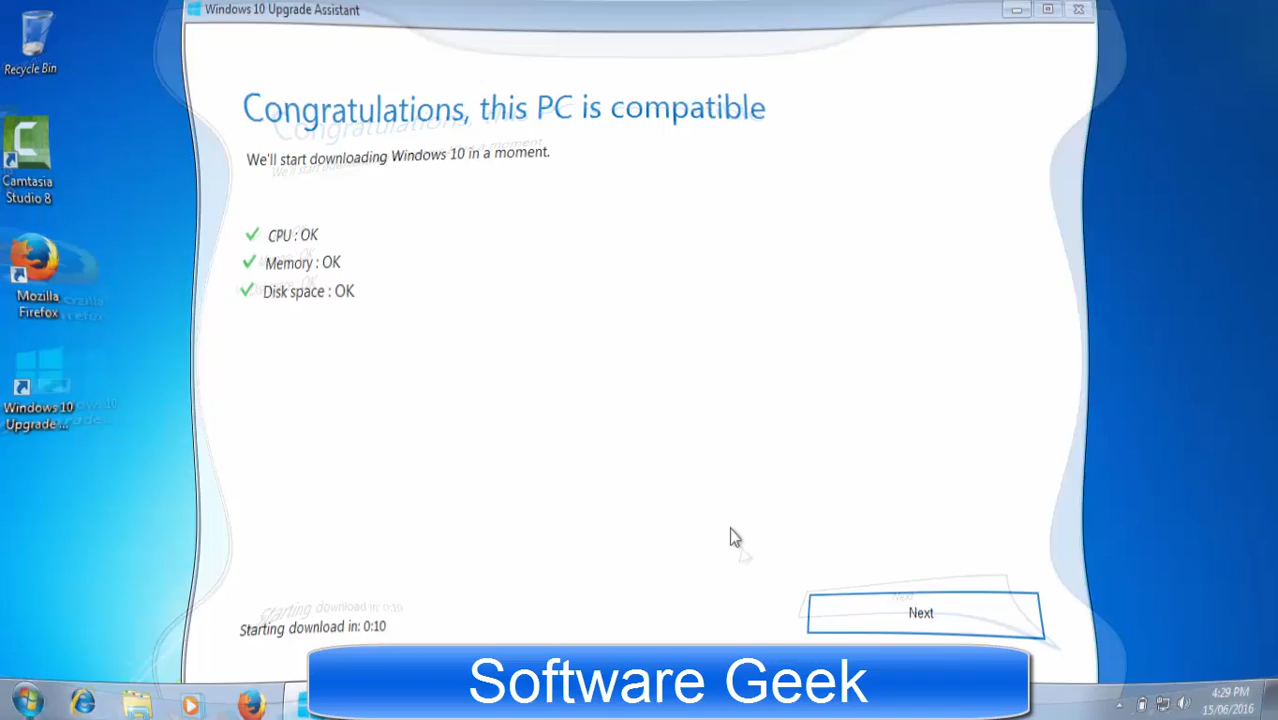 Windows 10 Upgrade Assistant
Recycle Bin
Congratulations, this PC is compatible
We'll start downloading Windows 10 in a moment.
Camtasia
Studio 8
CPU : OK
Memory : OK
Disk space : OK
Mozilla
Firefox
Windows 10
Upgrade ...
Starting download in: 0:10
Next
Software Geek
4:29 PM
15/06/2016